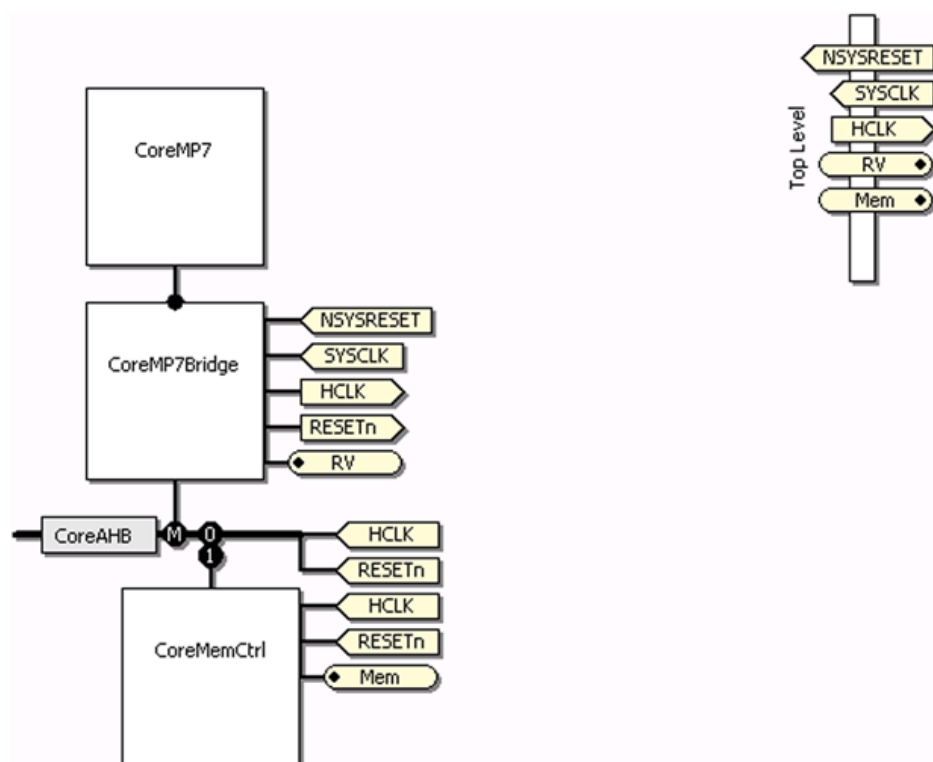 NSYSRESET
SYSCLK
HCLK
RV
Mem
Top Level
CoreMP7
CoreMP7Bridge
NSYSRESET
SYSCLK
HCLK
RESETn
RV
CoreAHB
M
0
1
HCLK
RESETn
CoreMemCtrl
HCLK
RESETn
Mem